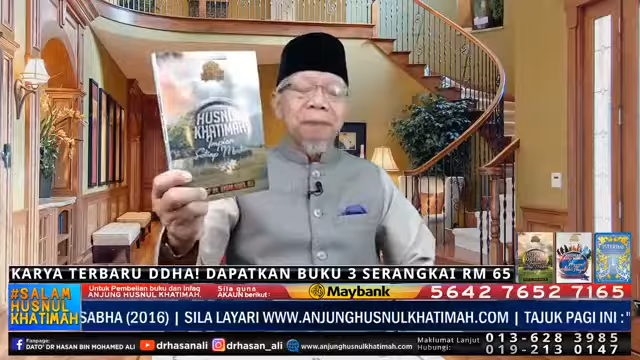 HUSNUL
KHATIMAH
Impian
Setiap
KARYA TERBARU DDHA! DAPATKAN BUKU 3 SERANGKAI RM 65
#SALAM
HUSNUL
KHATIMAH
Untuk Pembelian buku dan Infaq
ANJUNG HUSNUL KHATIMAH.
Sila guna
AKAUN berikut:
Maybank
5642 7652 7165
SABHA (2016) | SILA LAYARI WWW.ANJUNGHUSNULKHATIMAH.COM | TAJUK PAGI INI : "
FANPAGE:
DATO' DR HASAN BIN MOHAMED ALI
drhasanali
@drhasan_ali
www.anjunghusnulkhatimah.com
Maklumat Lanjut
Hubungi:
013-628 3985
019-213 0147